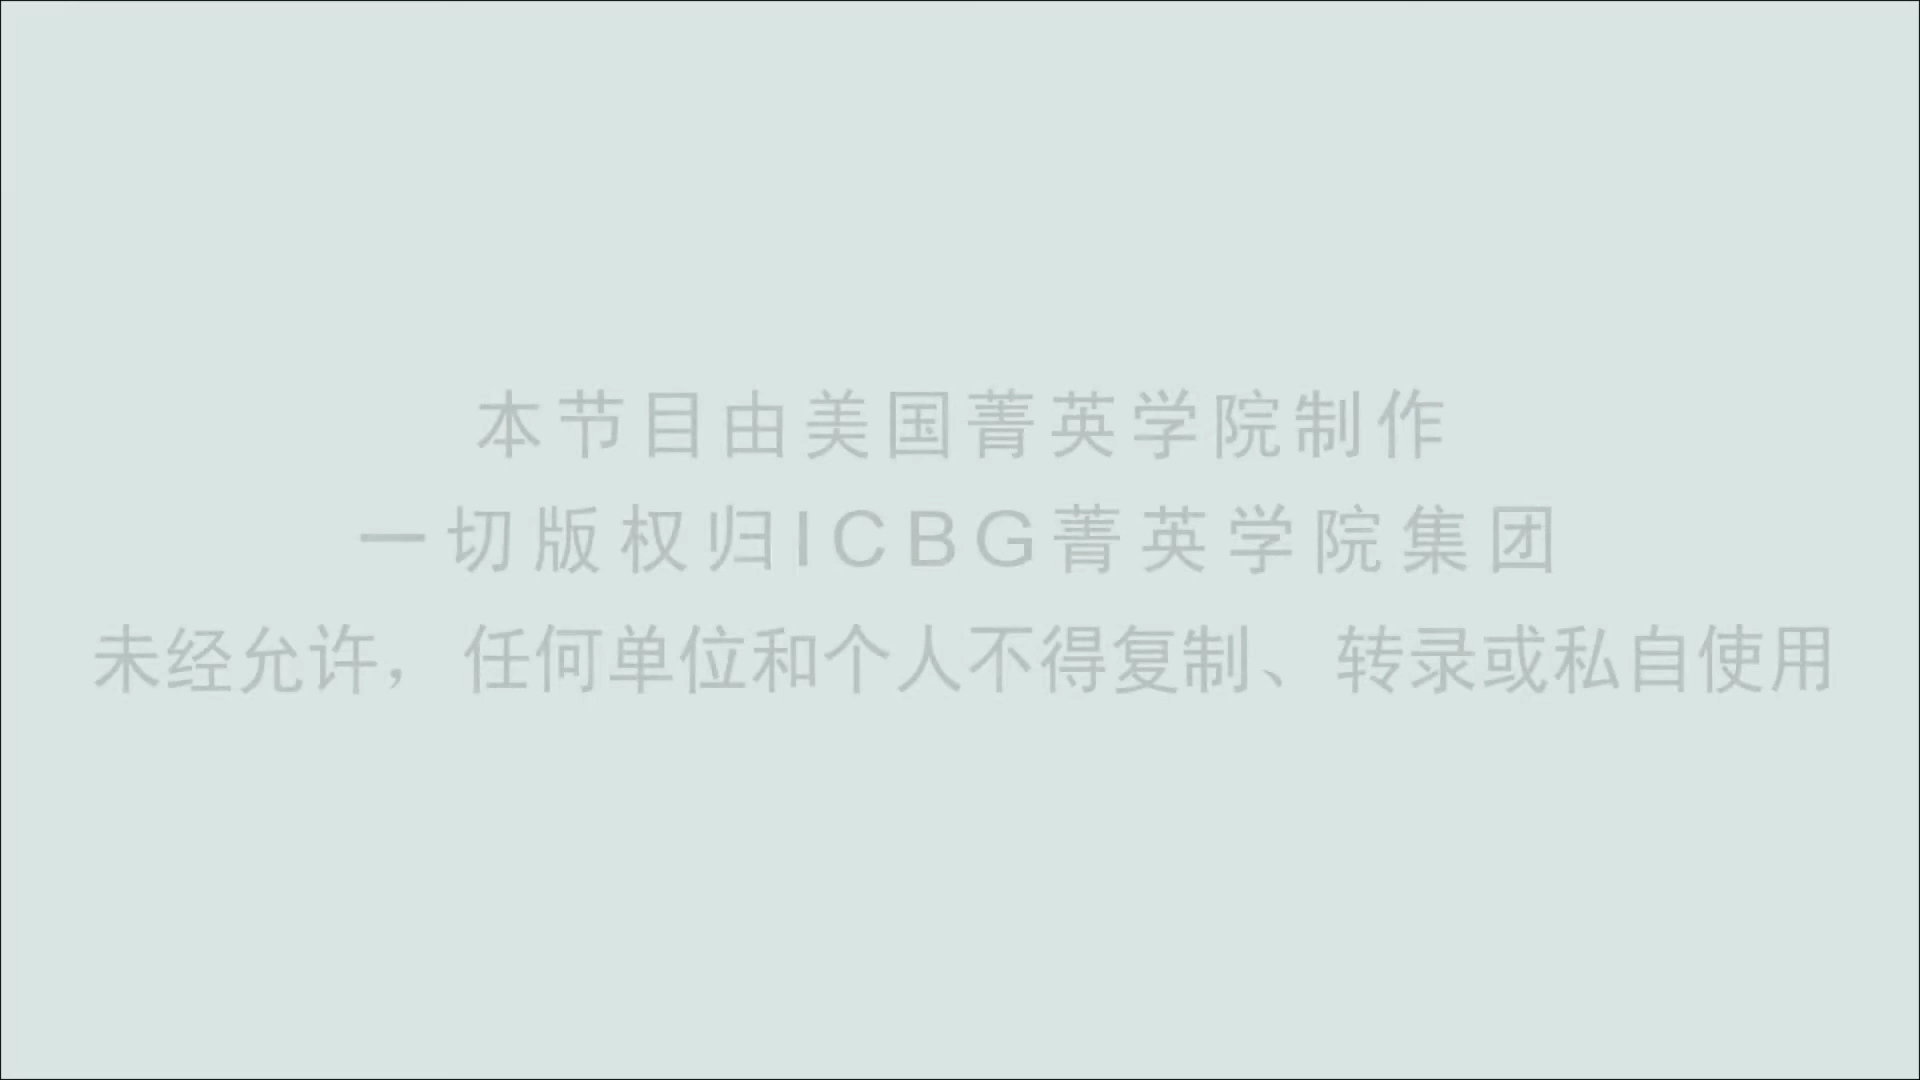 本节目由美国菁英学院制作
一切版权归ICBG菁英学院集团
未经允许，任何单位和个人不得复制、转录或私自使用